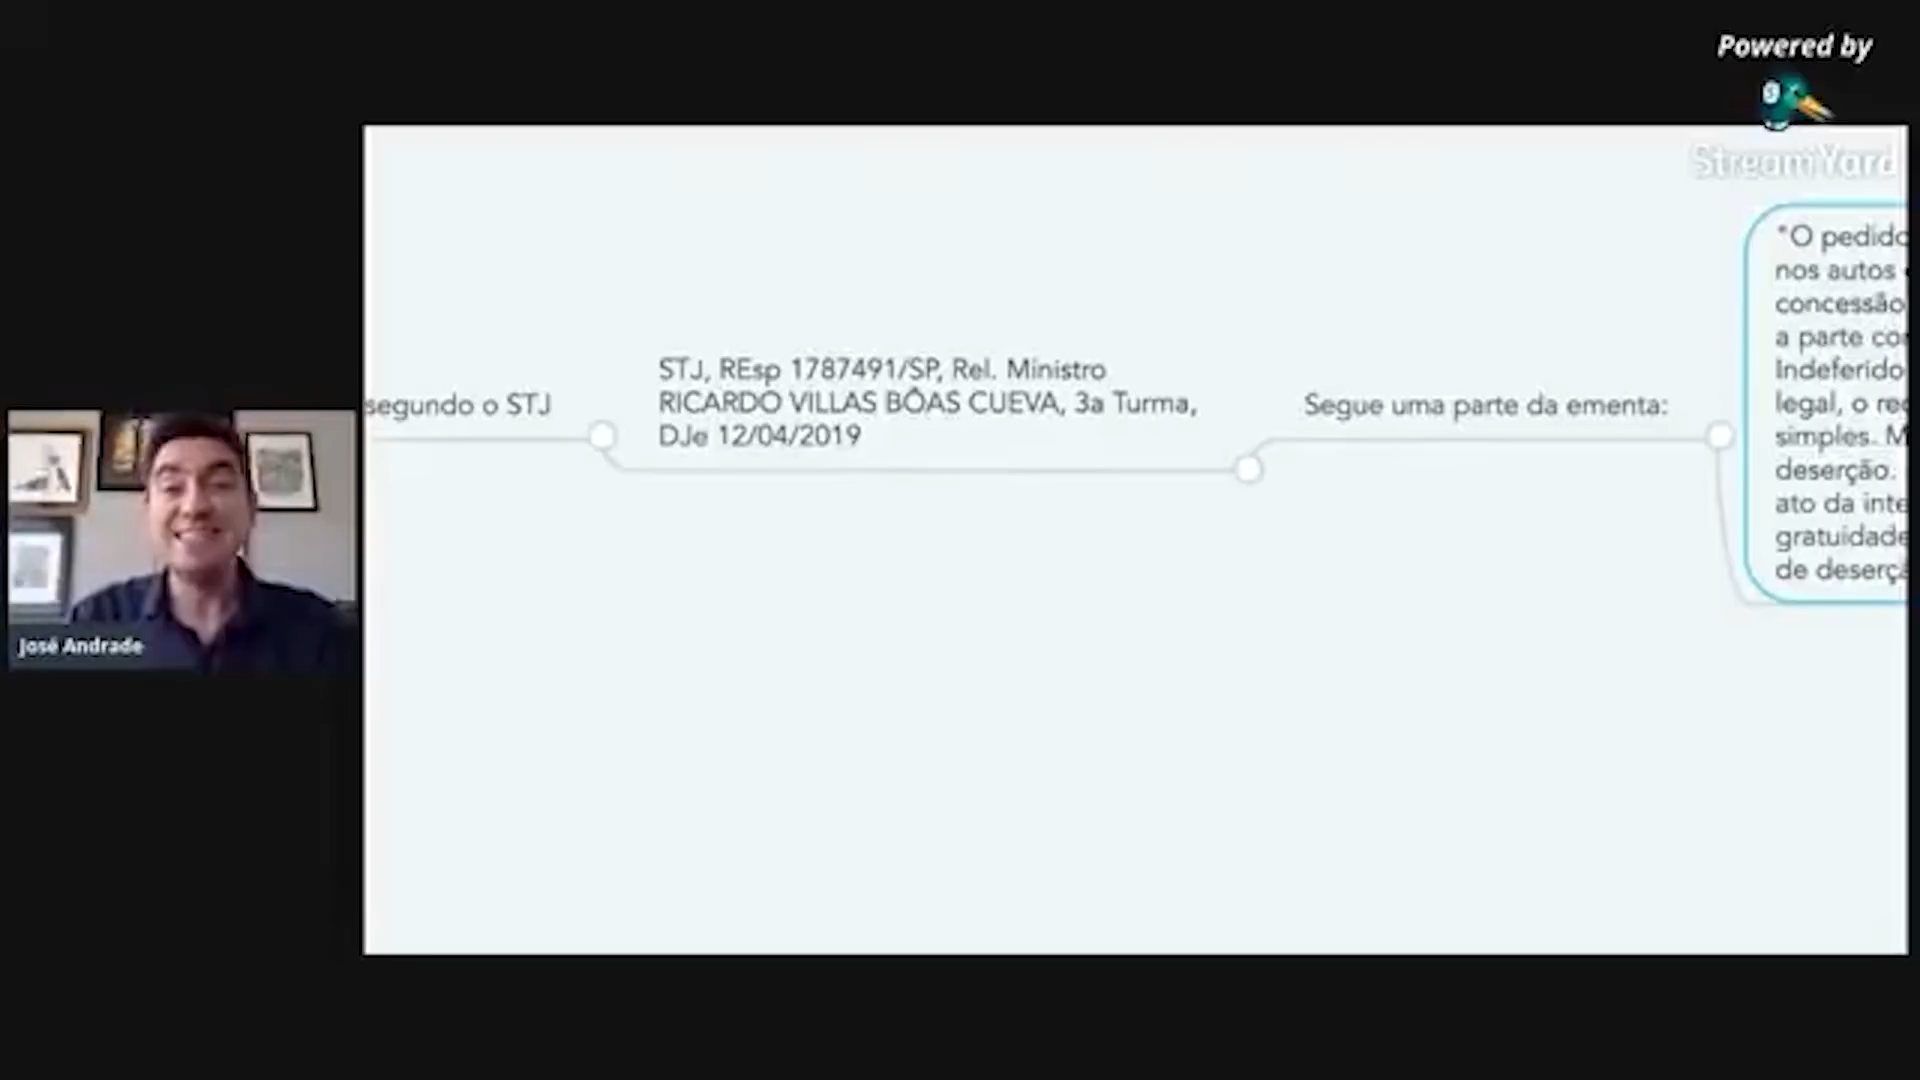 Powered by
StreamYard
segundo o STJ
STJ, REsp 1787491/SP, Rel. Ministro
RICARDO VILLAS BÔAS CUEVA, 3a Turma,
DJe 12/04/2019
Segue uma parte da ementa:
"O pedido
nos autos
concessão
a parte
Indeferido
legal, o
simples.
deserção.
ato da
gratuidade
de
José Andrade